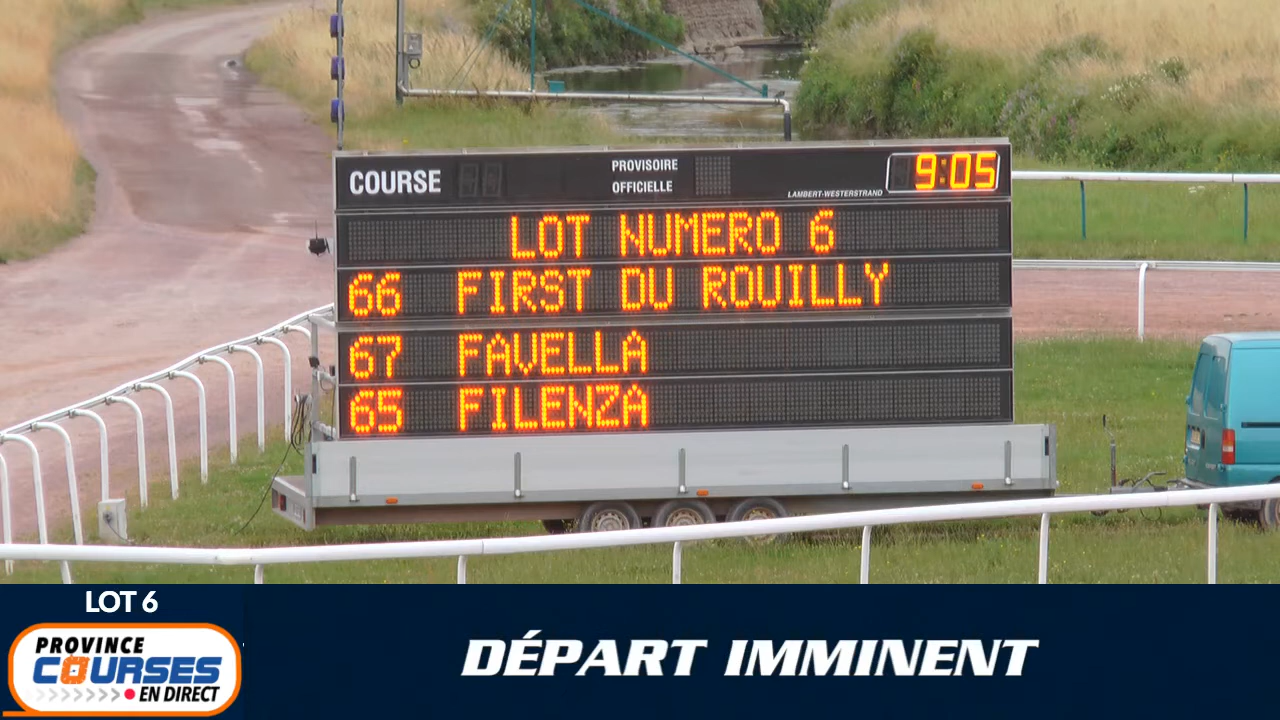 COURSE
PROVISOIRE
OFFICIELLE
LAMBERT-WESTERSTRAND
9:05
LOT NUMERO 6
66 FIRST DU ROUILLY
67 FAVELLA
65 FILENZA
LOT 6
PROVINCE
COURSES
EN DIRECT
DÉPART IMMINENT